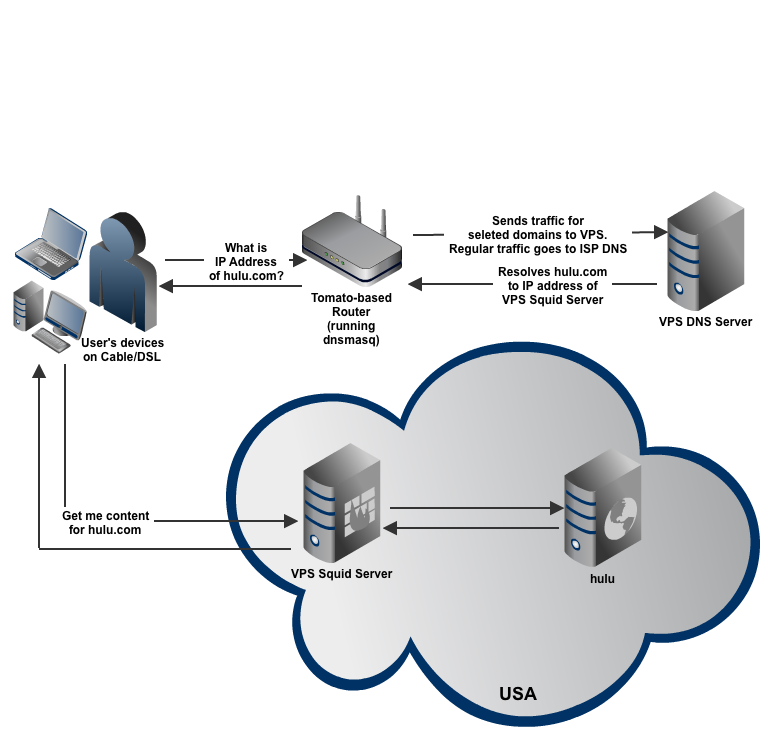 What is
IP Address
of hulu.com?
Sends traffic for
seleted domains to VPS.
Regular traffic goes to ISP DNS
Resolves hulu.com
to IP address of
VPS Squid Server
Tomato-based
Router
(running
dnsmasq)
VPS DNS Server
User's devices
on Cable/DSL
Get me content
for hulu.com
VPS Squid Server
hulu
USA